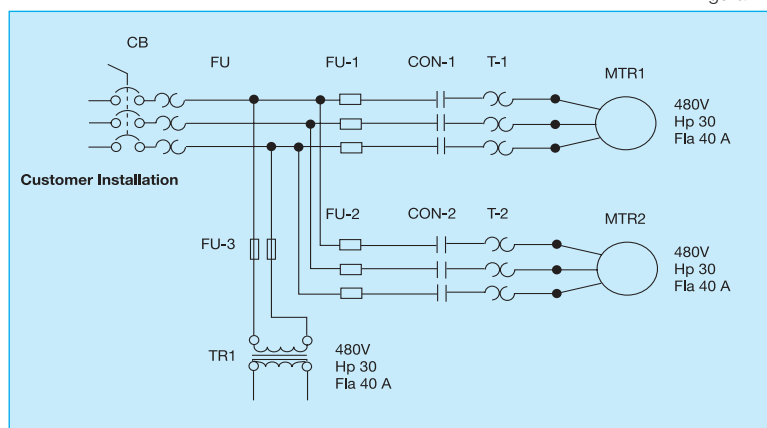 CB
FU
FU-1
CON-1
T-1
MTR1
480V
Hp 30
Fla 40 A
Customer Installation
FU-2
CON-2
T-2
MTR2
FU-3
480V
Hp 30
Fla 40 A
TR1
480V
Hp 30
Fla 40 A